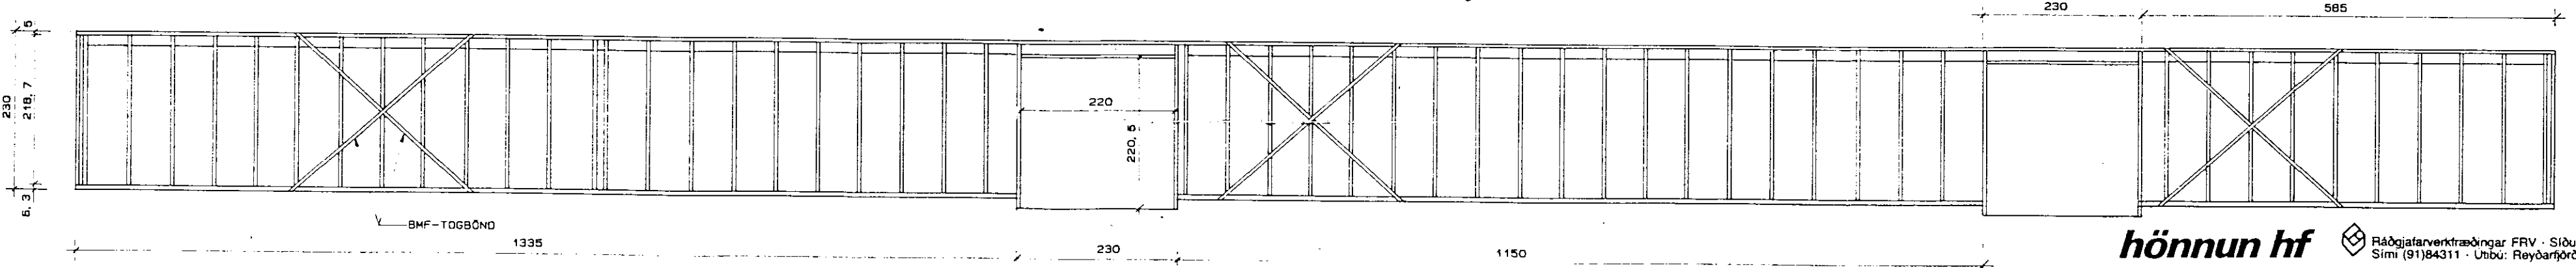 230
585
5
218,7
230
6,3
220
220,5
BMF-TOGBÖND
1335
230
1150
hönnun hf
Ráðgjafarverkfræðingar FRV · Síðu
Sími (91)84311 · Útibú: Reyðarfjörð